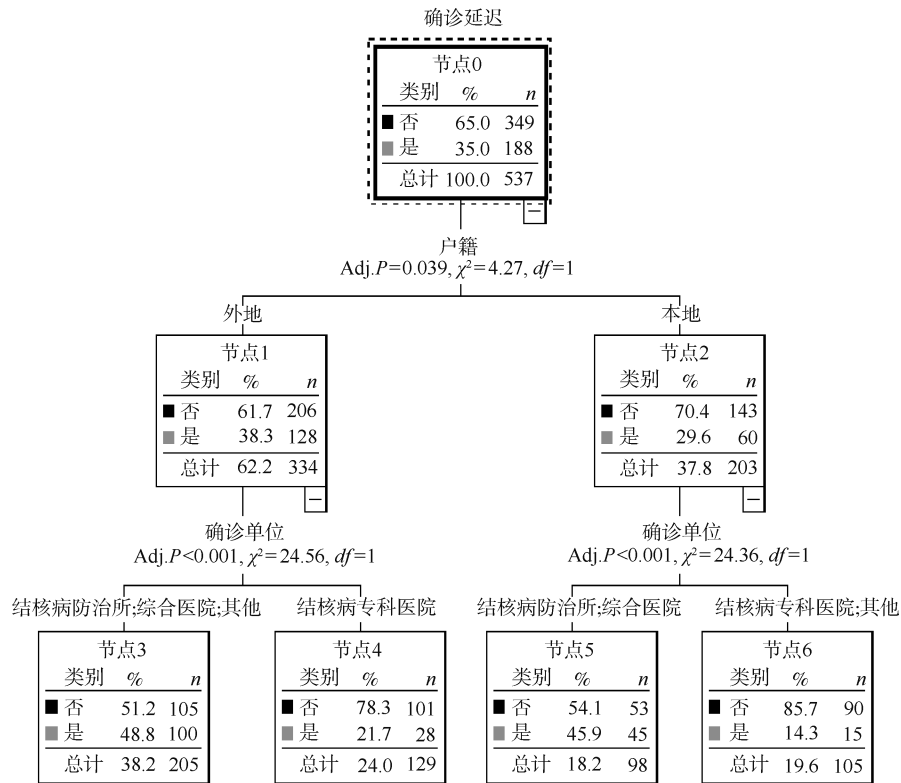 确诊延迟
节点0
类别 % n
否 65.0 349
是 35.0 188
总计 100.0 537
户籍
Adj.P=0.039, χ²=4.27, df=1
外地
节点1
类别 % n
否 61.7 206
是 38.3 128
总计 62.2 334
本地
节点2
类别 % n
否 70.4 143
是 29.6 60
总计 37.8 203
确诊单位
Adj.P<0.001, χ²=24.56, df=1
确诊单位
Adj.P<0.001, χ²=24.36, df=1
结核病防治所;综合医院;其他
节点3
类别 % n
否 51.2 105
是 48.8 100
总计 38.2 205
结核病专科医院
节点4
类别 % n
否 78.3 101
是 21.7 28
总计 24.0 129
结核病防治所;综合医院
节点5
类别 % n
否 54.1 53
是 45.9 45
总计 18.2 98
结核病专科医院;其他
节点6
类别 % n
否 85.7 90
是 14.3 15
总计 19.6 105